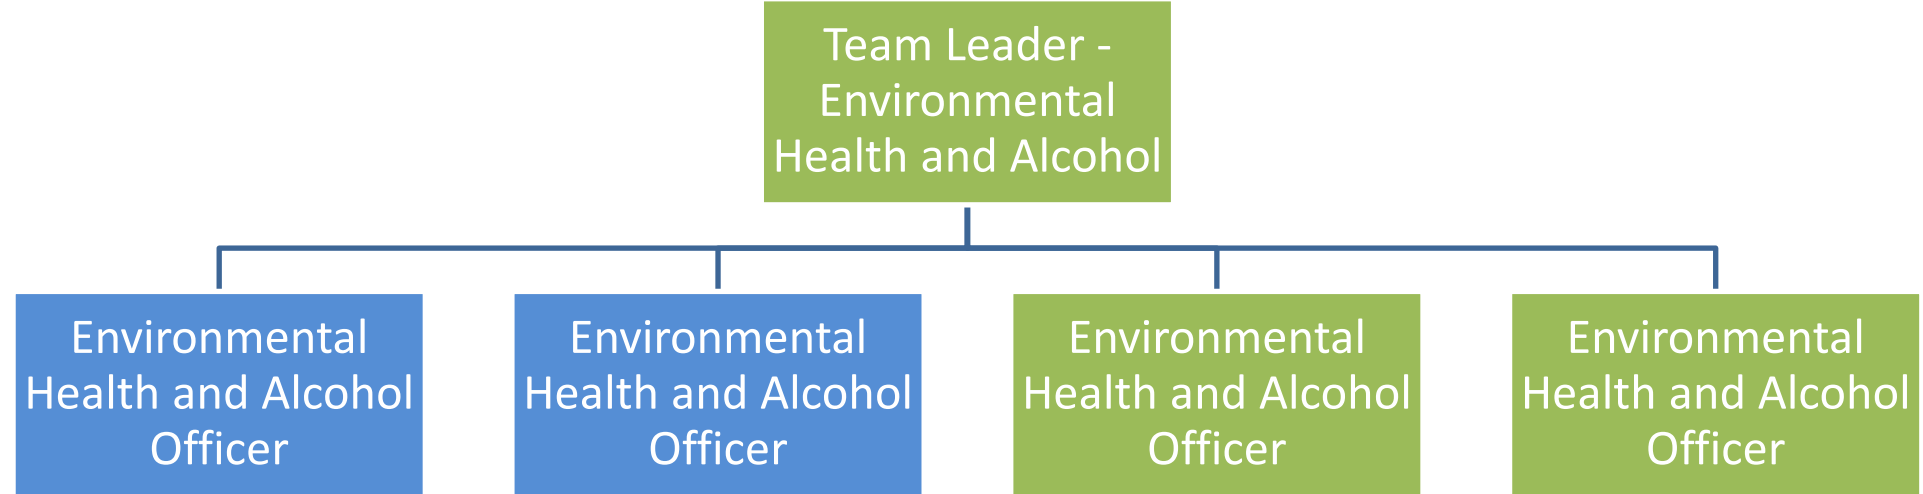 Team Leader -
Environmental
Health and Alcohol
Environmental
Health and Alcohol
Officer
Environmental
Health and Alcohol
Officer
Environmental
Health and Alcohol
Officer
Environmental
Health and Alcohol
Officer